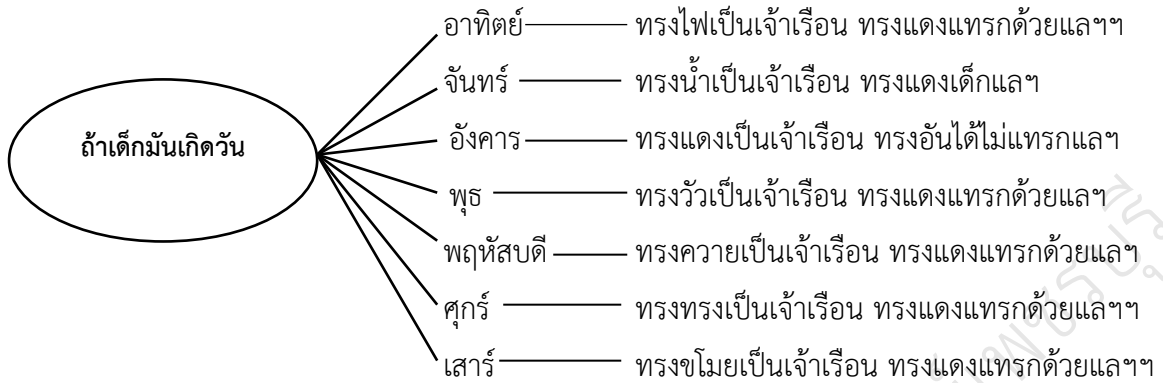 ถ้าเด็กมันเกิดวัน
อาทิตย์ ทรงไฟเป็นเจ้าเรือน ทรงแดงแทรกด้วยแลฯฯ
จันทร์ ทรงน้ำเป็นเจ้าเรือน ทรงแดงเด็กแลฯ
อังคาร ทรงแดงเป็นเจ้าเรือน ทรงอันได้ไม่แทรกแลฯ
พุธ ทรงวัวเป็นเจ้าเรือน ทรงแดงแทรกด้วยแลฯ
พฤหัสบดี ทรงควายเป็นเจ้าเรือน ทรงแดงแทรกด้วยแลฯ
ศุกร์ ทรงทรงเป็นเจ้าเรือน ทรงแดงแทรกด้วยแลฯฯ
เสาร์ ทรงขโมยเป็นเจ้าเรือน ทรงแดงแทรกด้วยแลฯฯ